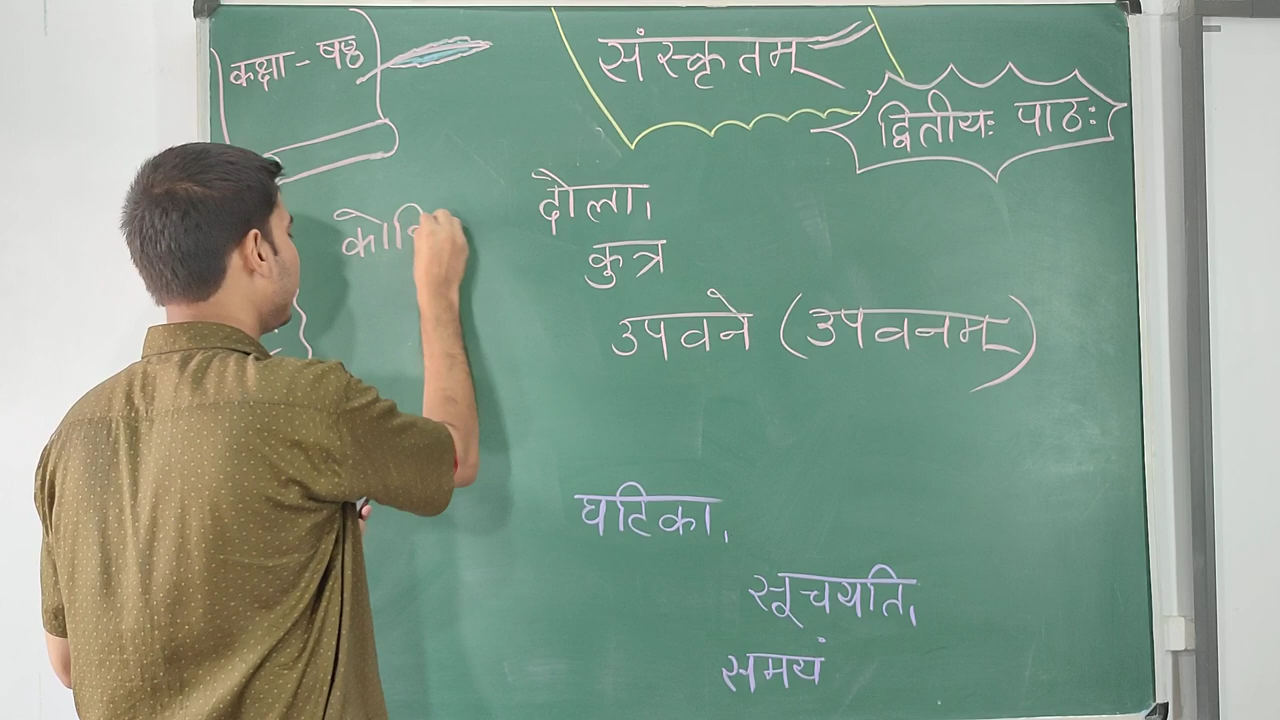 कक्षा - षष्ठ
संस्कृतम्
द्वितीयः पाठः
दोला,
कुत्र
उपवने (उपवनम्)
घटिका,
सूचयति,
समयं